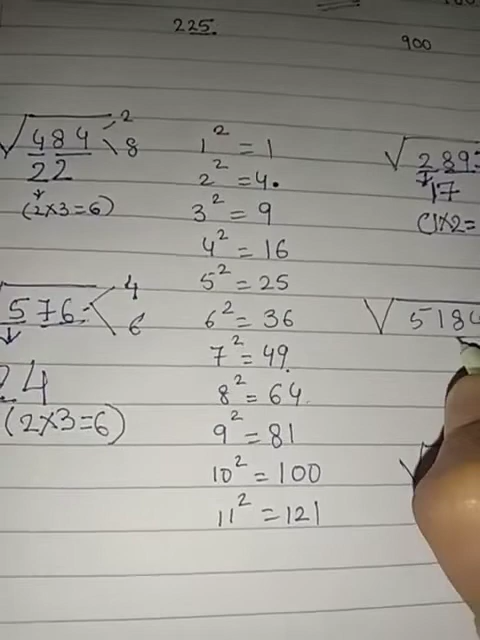 225.
900
√484 2
8
22
(2×3=6)
√576 4
6
24
(2×3=6)
1² = 1
2² = 4.
3² = 9
4² = 16
5² = 25
6² = 36
7² = 49.
8² = 64.
9² = 81
10² = 100
11² = 121
√289
17
(1×2=
√5184